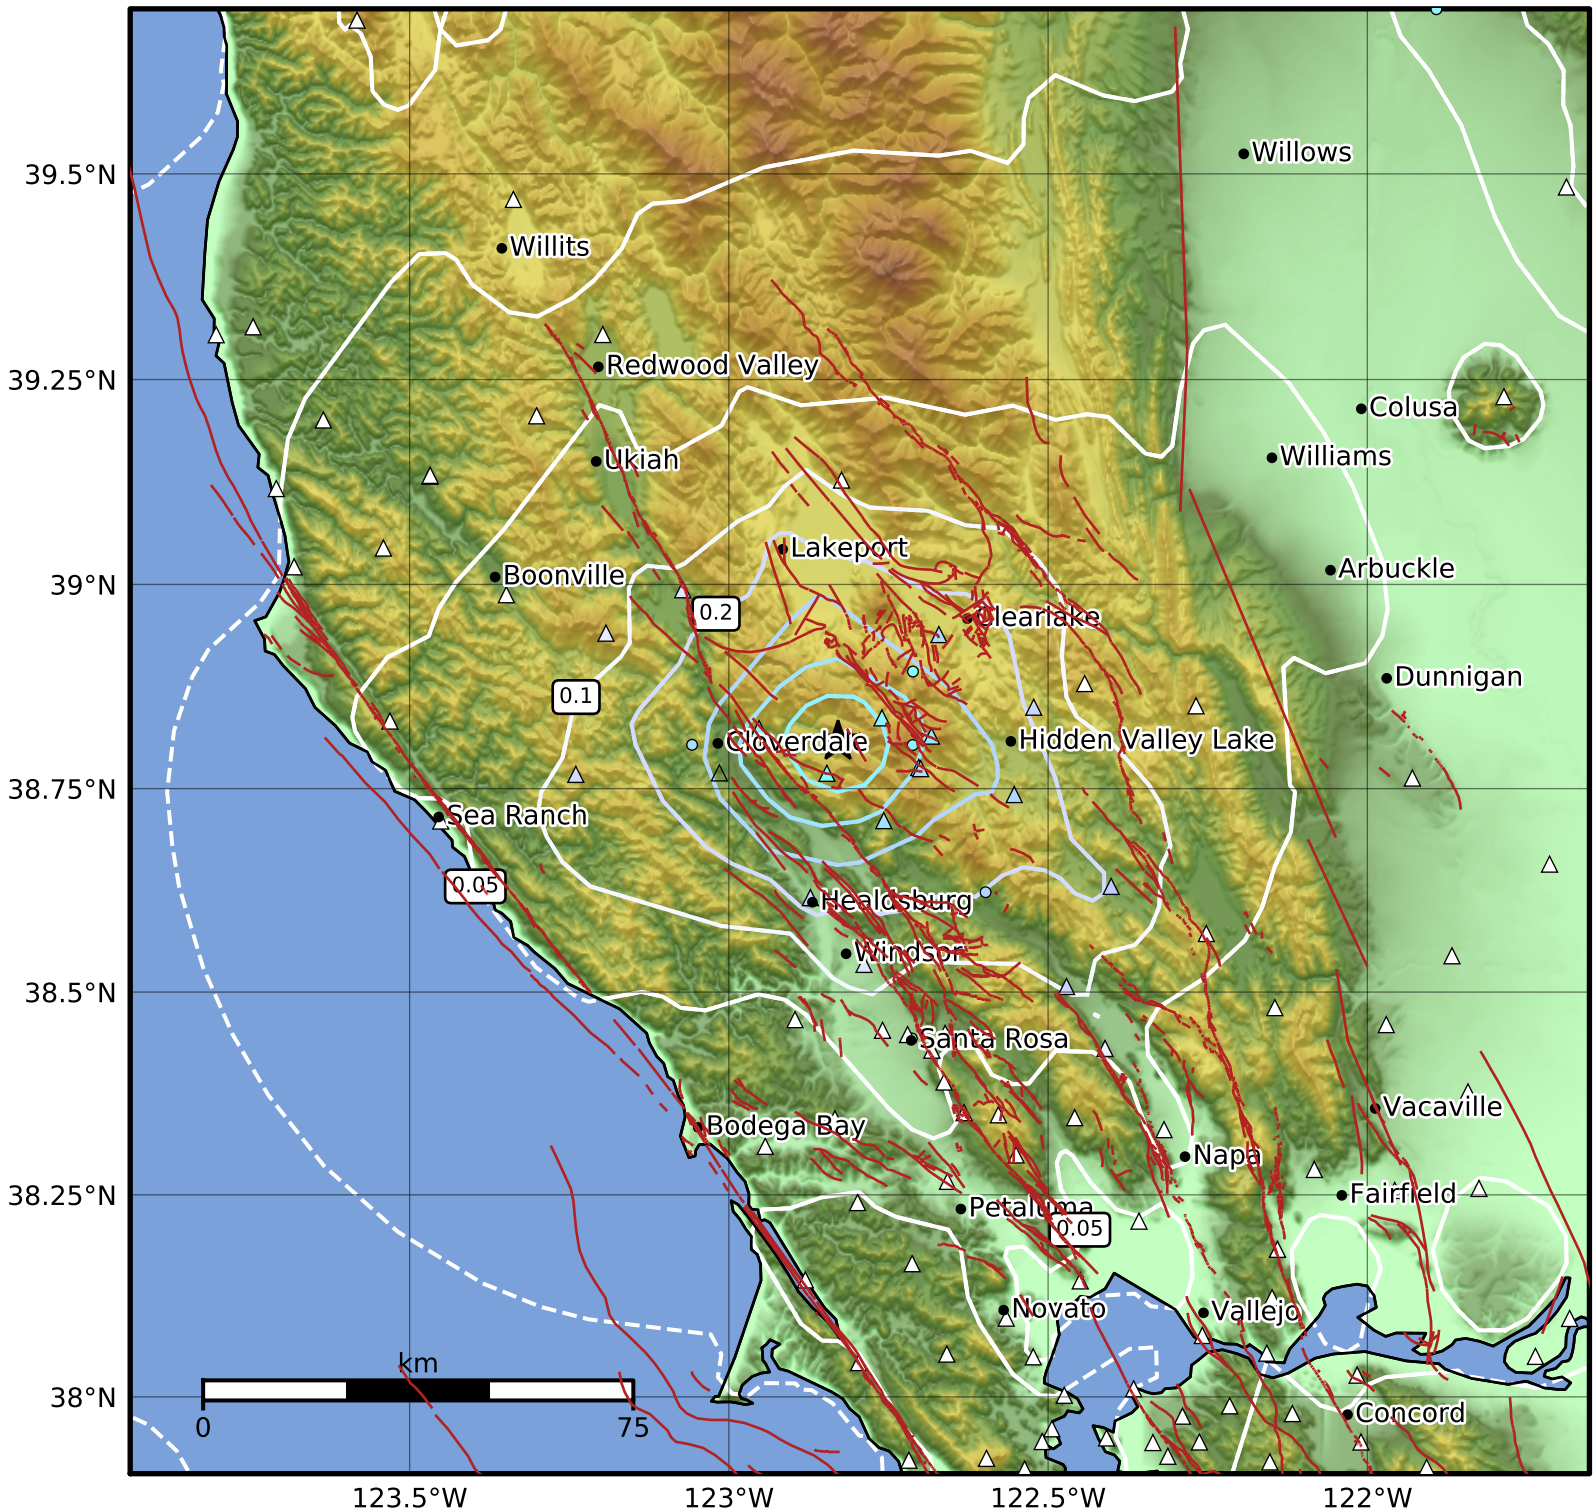 39.5°N
39.25°N
39°N
38.75°N
38.5°N
38.25°N
38°N
Willows
Willits
Redwood Valley
Colusa
Ukiah
Williams
Lakeport
Arbuckle
Boonville
0.2
Clearlake
Dunnigan
0.1
Cloverdale
Hidden Valley Lake
Sea Ranch
0.05
Healdsburg
Windsor
Santa Rosa
Vacaville
Bodega Bay
Napa
Fairfield
Petaluma
0.05
Novato
Vallejo
km
0
75
Concord
123.5°W
123°W
122.5°W
122°W